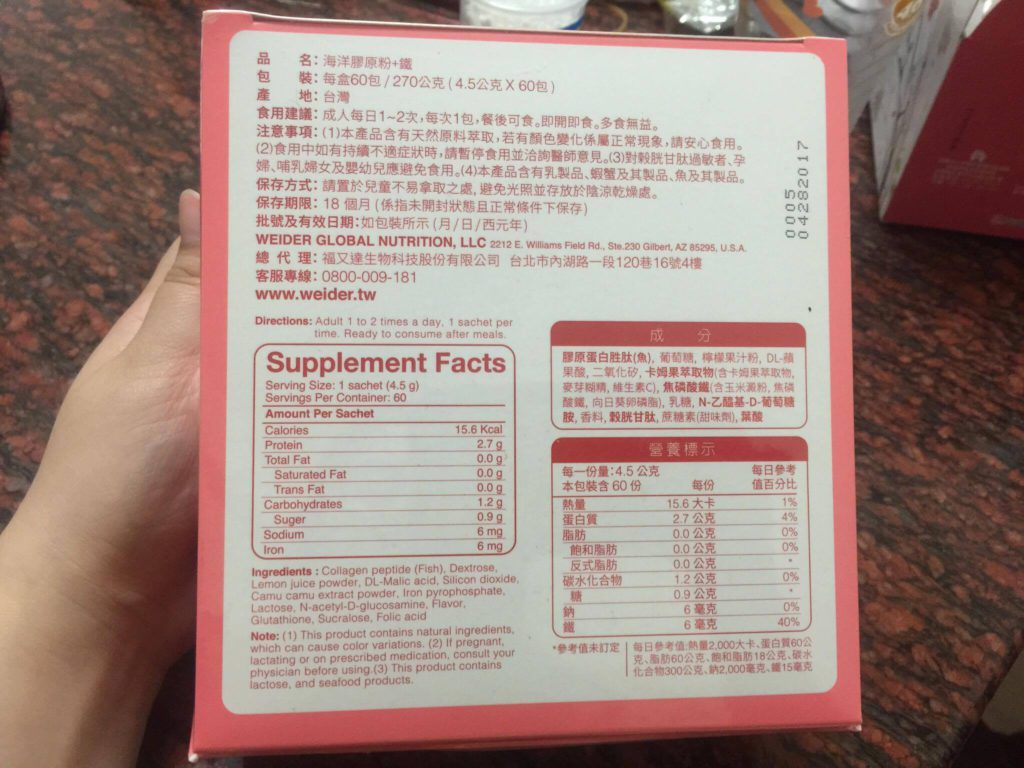 品　　名：海洋膠原粉+鐵
包　　裝：每盒60包 / 270公克 ( 4.5公克 X 60包 )
產　　地：台灣
食用建議：成人每日1~2次，每次1包，餐後可食。即開即食。多食無益。
注意事項：(1)本產品含有天然原料萃取，若有顏色變化係屬正常現象，請安心食用。
(2)食用中如有持續不適症狀時，請暫停食用並洽詢醫師意見。(3)對穀胱甘肽過敏者、孕
婦、哺乳婦女及嬰幼兒應避免食用。(4)本產品含有乳製品、蝦蟹及其製品、魚及其製品。
保存方式：請置於兒童不易拿取之處，避免光照並存放於陰涼乾燥處。
保存期限：18 個月 (係指未開封狀態且正常條件下保存)
批號及有效日期：如包裝所示 (月/日/西元年)
WEIDER GLOBAL NUTRITION, LLC 2212 E. Williams Field Rd., Ste.230 Gilbert, AZ 85295, U.S.A.
總 代 理：福又達生物科技股份有限公司 台北市內湖路一段120巷16號4樓
客服專線：0800-009-181
www.weider.tw
0005
04282017
Directions: Adult 1 to 2 times a day, 1 sachet per
time. Ready to consume after meals.
Supplement Facts
Serving Size: 1 sachet (4.5 g)
Servings Per Container: 60
Amount Per Sachet
Calories 15.6 Kcal
Protein 2.7 g
Total Fat 0.0 g
Saturated Fat 0.0 g
Trans Fat 0.0 g
Carbohydrates 1.2 g
Suger 0.9 g
Sodium 6 mg
Iron 6 mg
Ingredients : Collagen peptide (Fish), Dextrose,
Lemon juice powder, DL-Malic acid, Silicon dioxide,
Camu camu extract powder, Iron pyrophosphate,
Lactose, N-acetyl-D-glucosamine, Flavor,
Glutathione, Sucralose, Folic acid
Note: (1) This product contains natural ingredients,
which can cause color variations. (2) If pregnant,
lactating or on prescribed medication, consult your
physician before using.(3) This product contains
lactose, and seafood products.
成　分
膠原蛋白胜肽(魚), 葡萄糖, 檸檬果汁粉, DL-蘋
果酸, 二氧化矽, 卡姆果萃取物(含卡姆果萃取物,
麥芽糊精, 維生素C), 焦磷酸鐵(含玉米澱粉, 焦磷
酸鐵, 向日葵卵磷脂), 乳糖, N-乙醯基-D-葡萄糖
胺, 香料, 穀胱甘肽, 蔗糖素(甜味劑), 葉酸
營養標示
每一份量：4.5 公克 每日參考
本包裝含 60 份 每份 值百分比
熱量 15.6 大卡 1%
蛋白質 2.7 公克 4%
脂肪 0.0 公克 0%
飽和脂肪 0.0 公克 0%
反式脂肪 0.0 公克 *
碳水化合物 1.2 公克 0%
糖 0.9 公克 *
鈉 6 毫克 0%
鐵 6 毫克 40%
*參考值未訂定
每日參考值:熱量2,000大卡、蛋白質60公
克、脂肪60公克、飽和脂肪18公克、碳水
化合物300公克、鈉2,000毫克、鐵15毫克